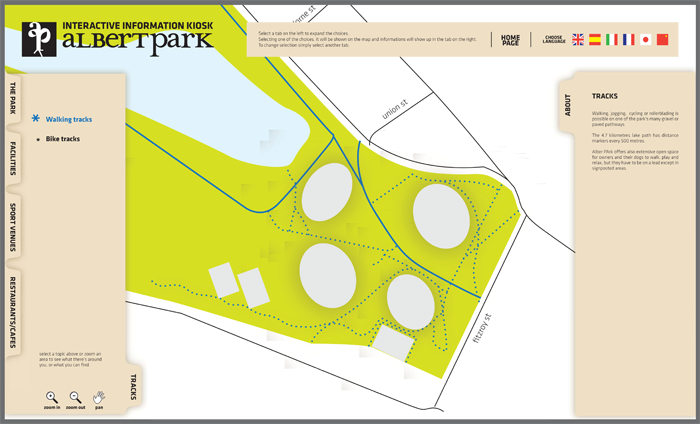 INTERACTIVE INFORMATION KIOSK
ALBERT PARK
Select a tab on the left to expand the choices.
Selecting one of the choices, it will be shown on the map and informations will show up in the tab on the right.
To change selection simply select another tab.
HOME
PAGE
CHOOSE
LANGUAGE
THE PARK
FACILITIES
SPORT VENUES
RESTAURANTS/CAFES
TRACKS
Walking tracks
Bike tracks
select a topic above or zoom an
area to see what there's around
you, or what you can find
zoom in
zoom out
pan
union st
fitzroy st
ABOUT
TRACKS
Walking, jogging, cycling or rollerblading is
possible on one of the park's many gravel or
paved pathways.
The 4.7 kilometres lake path has distance
markers every 500 metres.
Alber PArk offers also extensive open space
for owners and their dogs to walk, play and
relax, but they have to be on a lead except in
signposted areas.